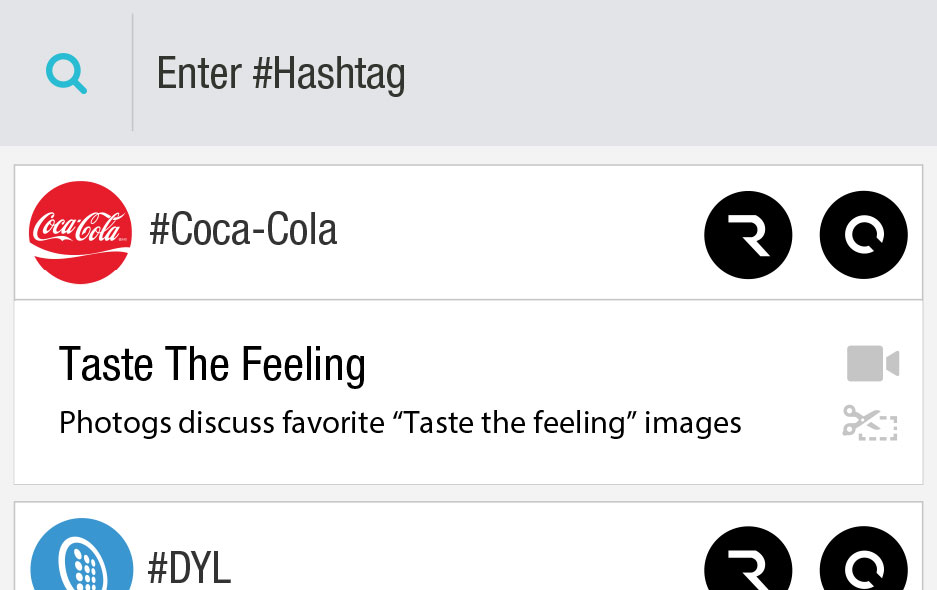 Enter #Hashtag
Coca-Cola
#Coca-Cola
R Q
Taste The Feeling
Photogs discuss favorite “Taste the feeling” images
#DYL
R Q